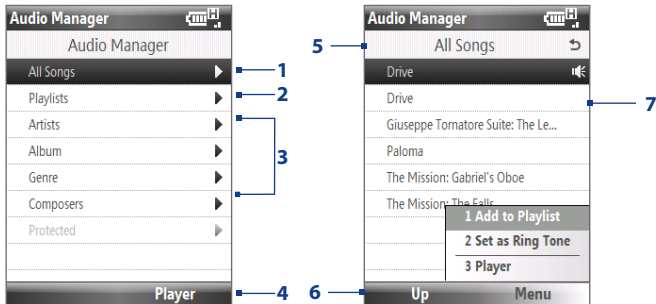 Audio Manager
H
Audio Manager
All Songs
1
Playlists
2
Artists
Album
3
Genre
Composers
Protected
Player
4
Audio Manager
H
5
All Songs
Drive
Drive
7
Giuseppe Tornatore Suite: The Le...
Paloma
The Mission: Gabriel's Oboe
The Mission: The Falls
1 Add to Playlist
2 Set as Ring Tone
3 Player
6
Up
Menu